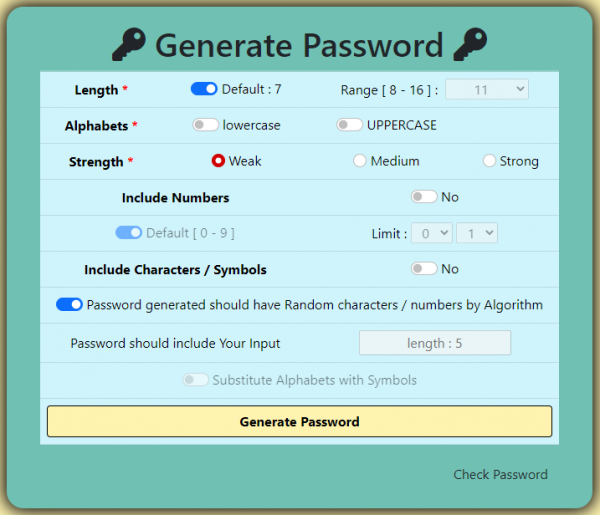 Generate Password
Length * Default : 7 Range [ 8 - 16 ] : 11
Alphabets * lowercase UPPERCASE
Strength * Weak Medium Strong
Include Numbers No
Default [ 0 - 9 ] Limit : 0 1
Include Characters / Symbols No
Password generated should have Random characters / numbers by Algorithm
Password should include Your Input length : 5
Substitute Alphabets with Symbols
Generate Password
Check Password